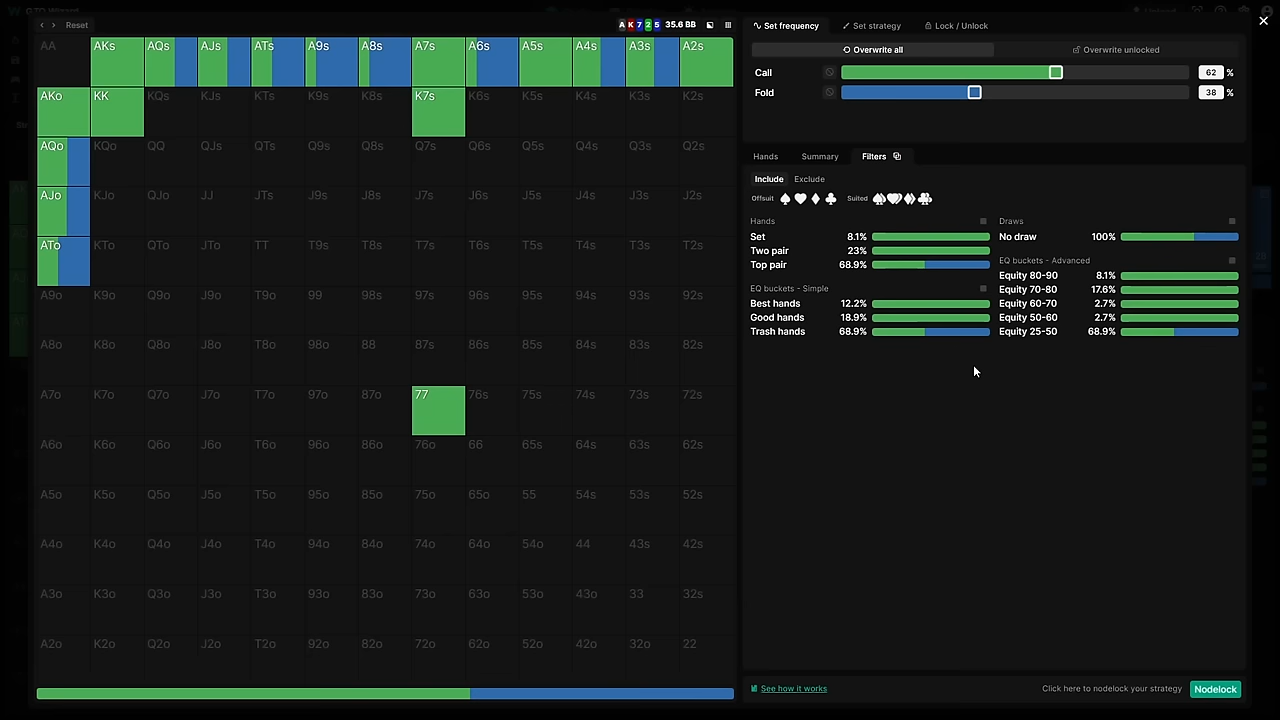 Reset A K 7 2 5 35.6 BB
Set frequency Set strategy Lock / Unlock
Overwrite all Overwrite unlocked
Call 62 %
Fold 38 %
Hands Summary Filters
Include Exclude
Offsuit Suited
Hands
Set 8.1%
Two pair 23%
Top pair 68.9%
EQ buckets - Simple
Best hands 12.2%
Good hands 18.9%
Trash hands 68.9%
Draws
No draw 100%
EQ buckets - Advanced
Equity 80-90 8.1%
Equity 70-80 17.6%
Equity 60-70 2.7%
Equity 50-60 2.7%
Equity 25-50 68.9%
AA AKs AQs AJs ATs A9s A8s A7s A6s A5s A4s A3s A2s
AKo KK KQs KJs KTs K9s K8s K7s K6s K5s K4s K3s K2s
AQo KQo QQ QJs QTs Q9s Q8s Q7s Q6s Q5s Q4s Q3s Q2s
AJo KJo QJo JJ JTs J9s J8s J7s J6s J5s J4s J3s J2s
ATo KTo QTo JTo TT T9s T8s T7s T6s T5s T4s T3s T2s
A9o K9o Q9o J9o T9o 99 98s 97s 96s 95s 94s 93s 92s
A8o K8o Q8o J8o T8o 98o 88 87s 86s 85s 84s 83s 82s
A7o K7o Q7o J7o T7o 97o 87o 77 76s 75s 74s 73s 72s
A6o K6o Q6o J6o T6o 96o 86o 76o 66 65s 64s 63s 62s
A5o K5o Q5o J5o T5o 95o 85o 75o 65o 55 54s 53s 52s
A4o K4o Q4o J4o T4o 94o 84o 74o 64o 54o 44 43s 42s
A3o K3o Q3o J3o T3o 93o 83o 73o 63o 53o 43o 33 32s
A2o K2o Q2o J2o T2o 92o 82o 72o 62o 52o 42o 32o 22
See how it works Click here to nodelock your strategy Nodelock